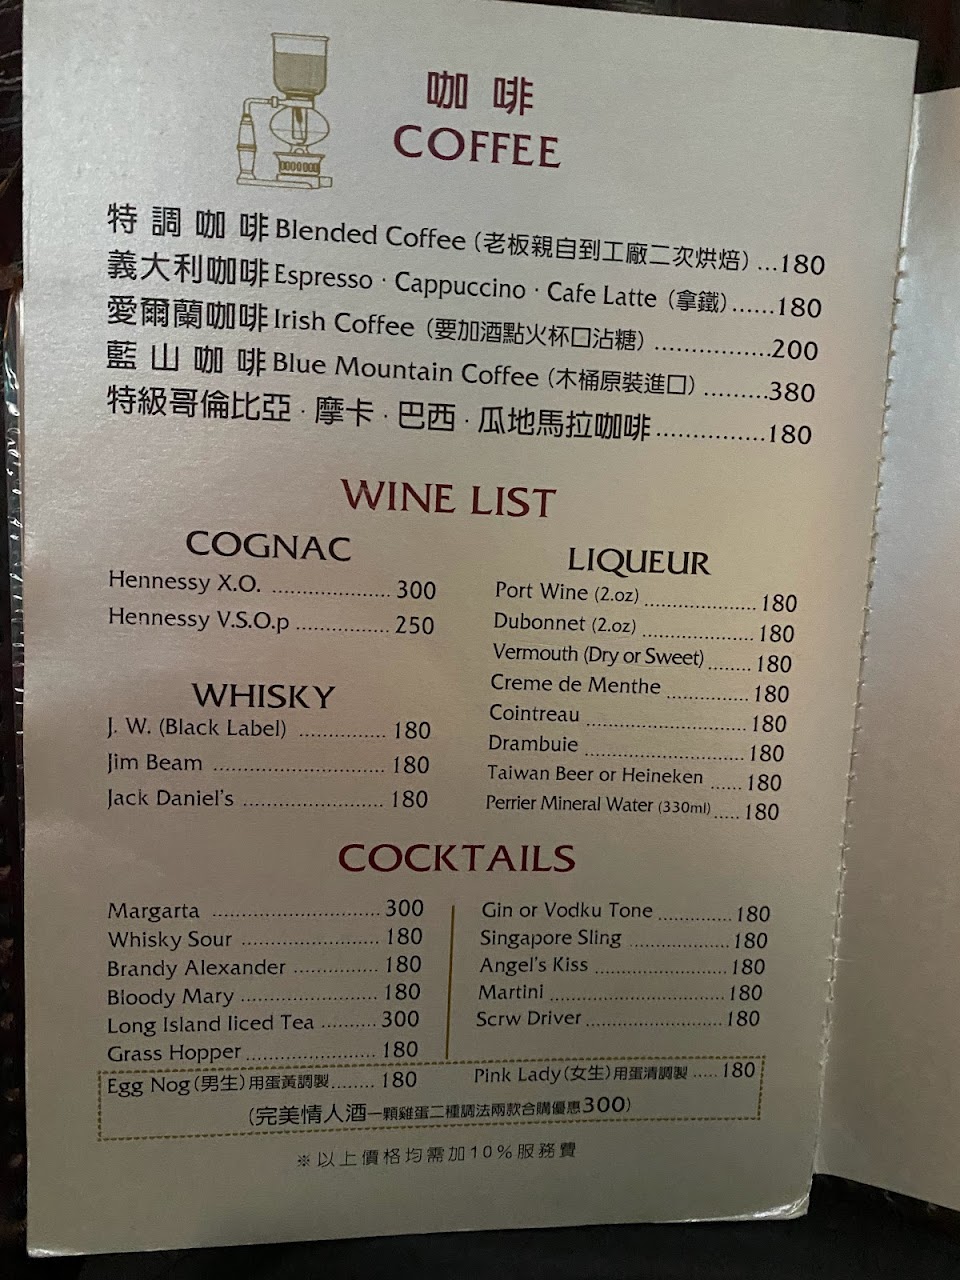 咖啡
COFFEE
特調咖啡 Blended Coffee (老板親自到工廠二次烘焙) ...180
義大利咖啡 Espresso · Cappuccino · Cafe Latte (拿鐵)......180
愛爾蘭咖啡 Irish Coffee (要加酒點火杯口沾糖) ................200
藍山咖啡 Blue Mountain Coffee (木桶原裝進口) .........380
特級哥倫比亞 · 摩卡 · 巴西 · 瓜地馬拉咖啡................180
WINE LIST
COGNAC
Hennessy X.O. ..................... 300
Hennessy V.S.O.p ................ 250
WHISKY
J. W. (Black Label) ............... 180
Jim Beam ............................. 180
Jack Daniel's ........................ 180
LIQUEUR
Port Wine (2.oz) .................... 180
Dubonnet (2.oz) .................... 180
Vermouth (Dry or Sweet)........ 180
Creme de Menthe ............... 180
Cointreau ............................. 180
Drambuie ............................. 180
Taiwan Beer or Heineken ...... 180
Perrier Mineral Water (330ml)..... 180
COCKTAILS
Margarta ............................. 300
Whisky Sour ........................ 180
Brandy Alexander ............... 180
Bloody Mary ........................ 180
Long Island Iiced Tea .......... 300
Grass Hopper....................... 180
Gin or Vodku Tone ............. 180
Singapore Sling .................. 180
Angel's Kiss ........................ 180
Martini ................................ 180
Scrw Driver......................... 180
Egg Nog (男生) 用蛋黃調製........ 180
Pink Lady (女生) 用蛋清調製 ..... 180
(完美情人酒一顆雞蛋二種調法兩款合購優惠300)
※以上價格均需加10%服務費